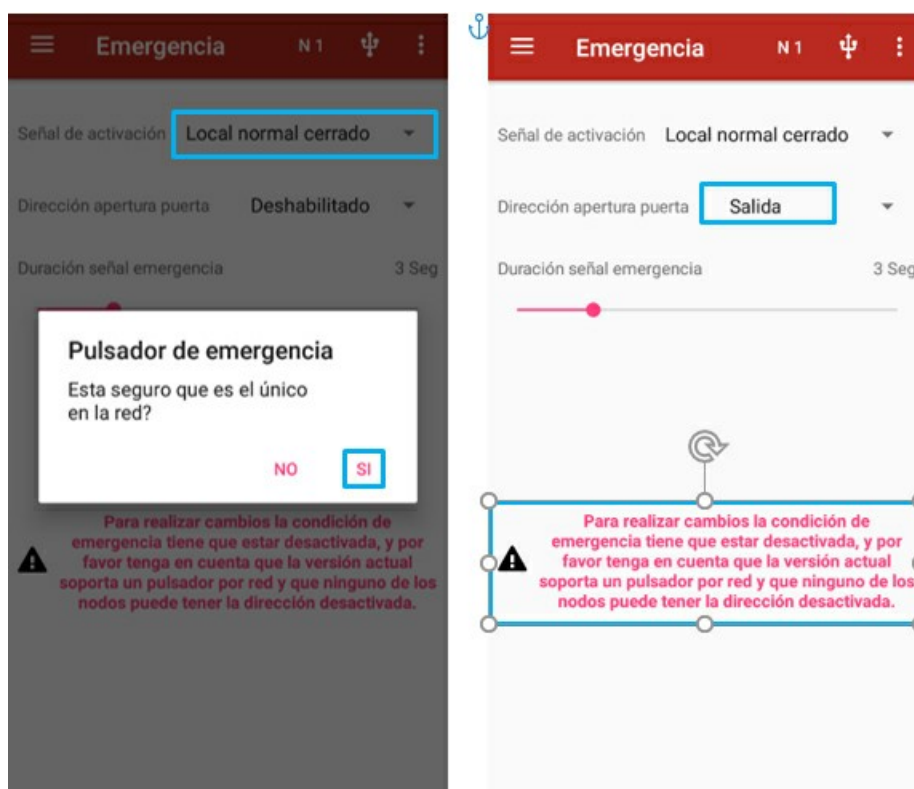 Emergencia N 1
Señal de activación Local normal cerrado
Dirección apertura puerta Deshabilitado
Duración señal emergencia 3 Seg
Pulsador de emergencia
Esta seguro que es el único
en la red?
NO SI
Para realizar cambios la condición de
emergencia tiene que estar desactivada, y por
favor tenga en cuenta que la versión actual
soporta un pulsador por red y que ninguno de los
nodos puede tener la dirección desactivada.
Emergencia N 1
Señal de activación Local normal cerrado
Dirección apertura puerta Salida
Duración señal emergencia 3 Seg
Para realizar cambios la condición de
emergencia tiene que estar desactivada, y por
favor tenga en cuenta que la versión actual
soporta un pulsador por red y que ninguno de los
nodos puede tener la dirección desactivada.